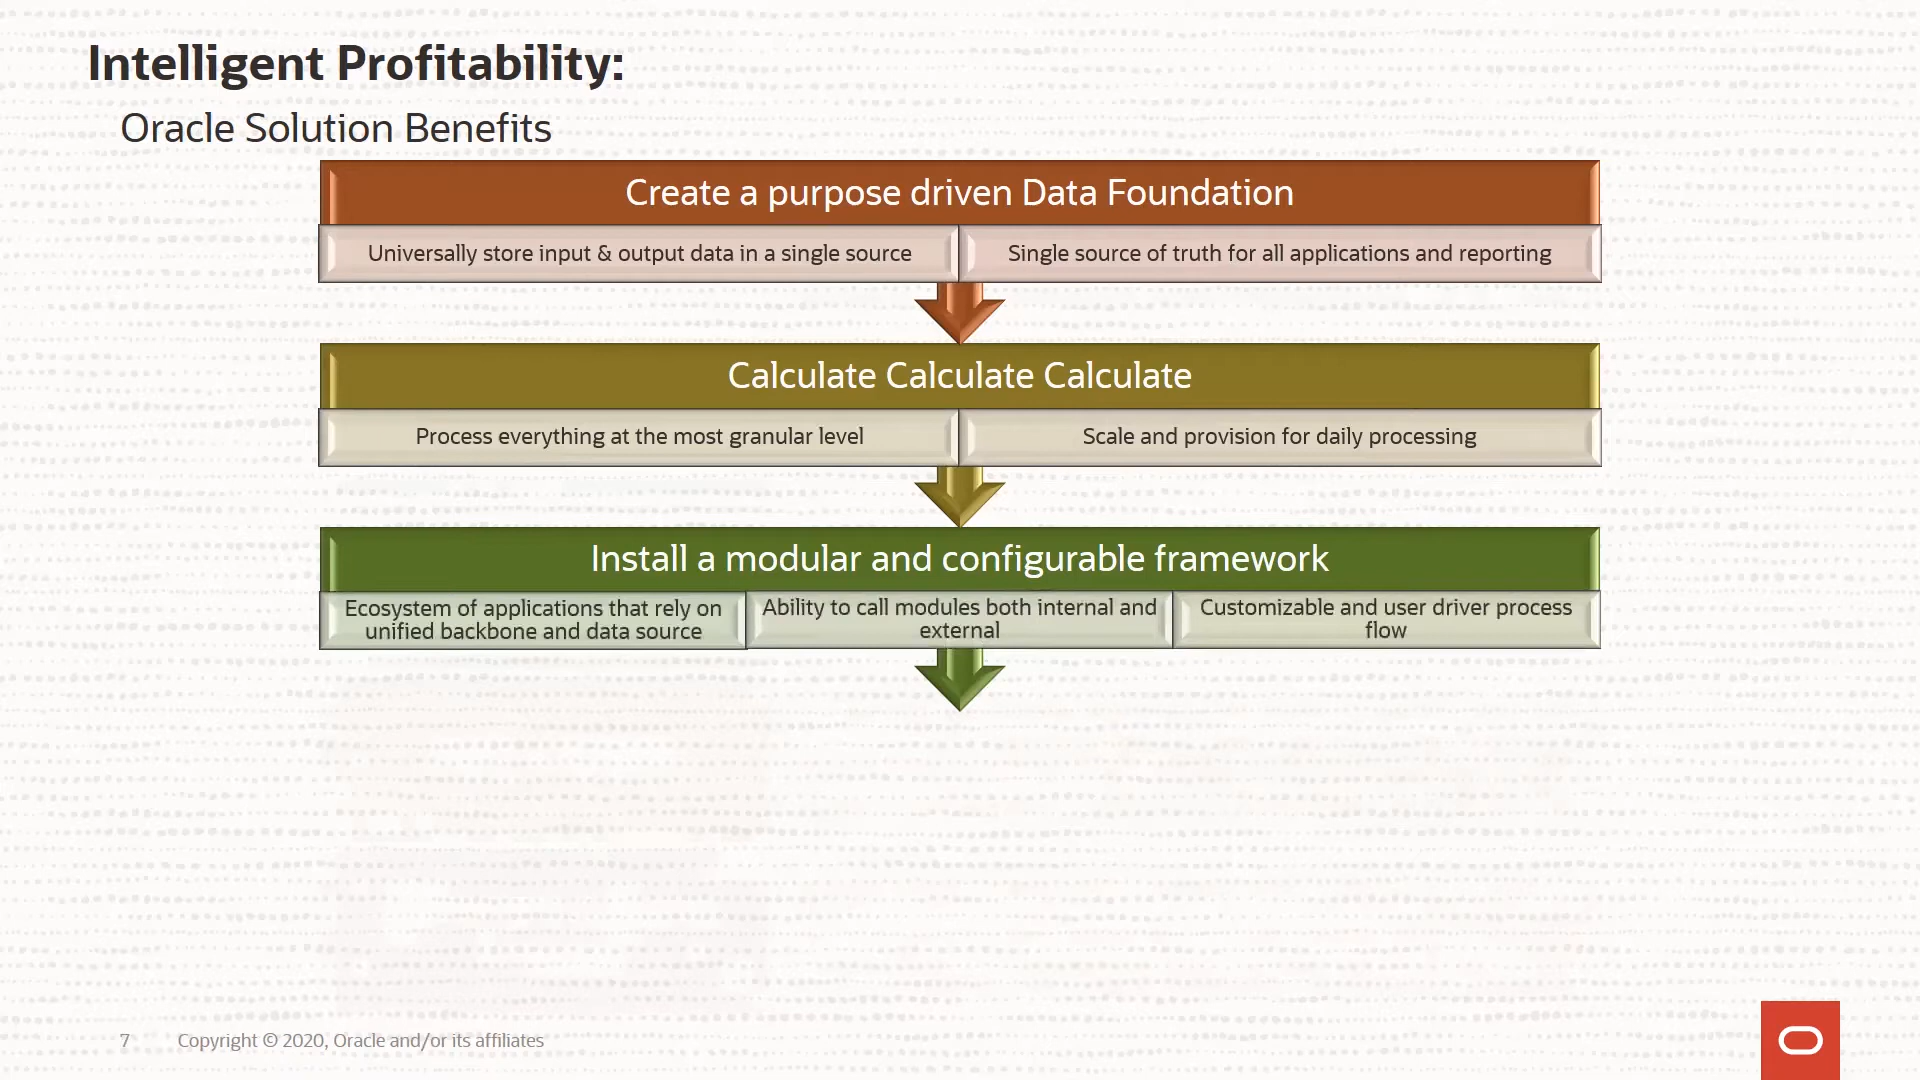 Intelligent Profitability:
Oracle Solution Benefits
Create a purpose driven Data Foundation
Universally store input & output data in a single source
Single source of truth for all applications and reporting
Calculate Calculate Calculate
Process everything at the most granular level
Scale and provision for daily processing
Install a modular and configurable framework
Ecosystem of applications that rely on
unified backbone and data source
Ability to call modules both internal and
external
Customizable and user driver process
flow
7
Copyright © 2020, Oracle and/or its affiliates